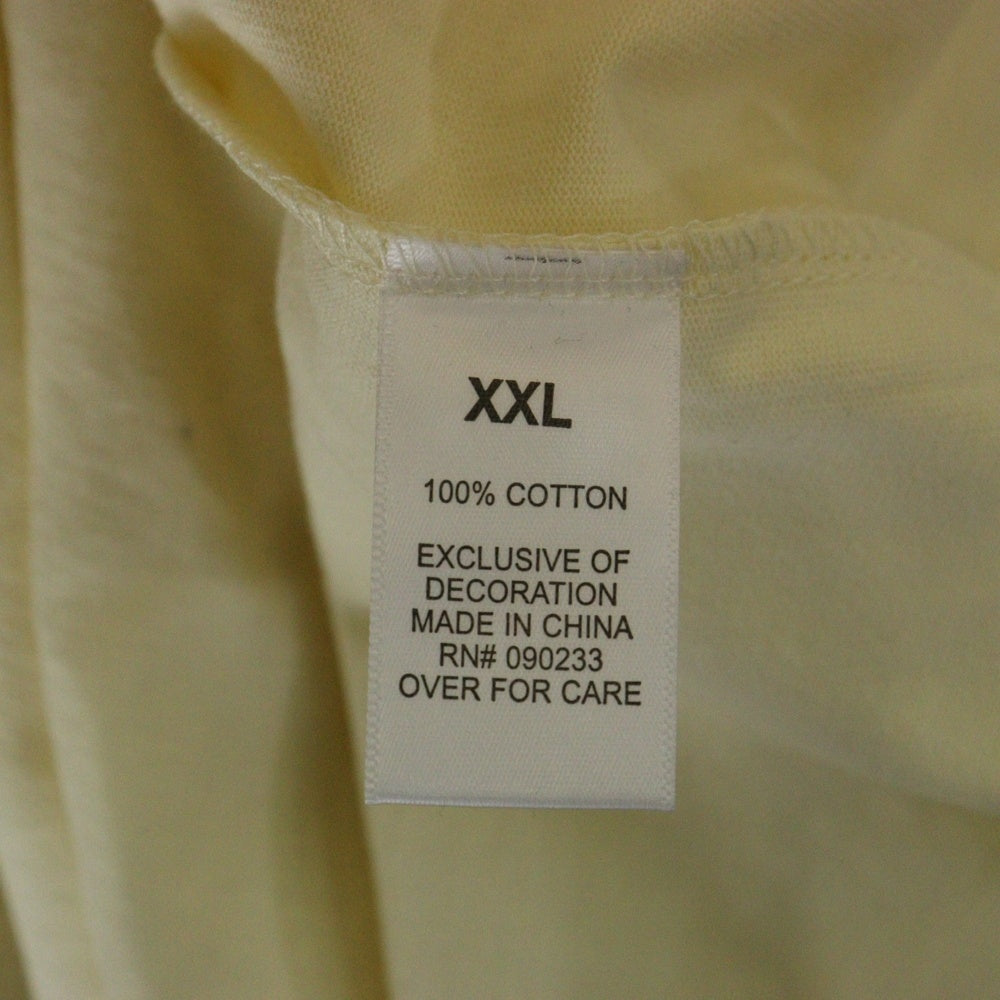 XXL
100% COTTON
EXCLUSIVE OF
DECORATION
MADE IN CHINA
RN# 090233
OVER FOR CARE